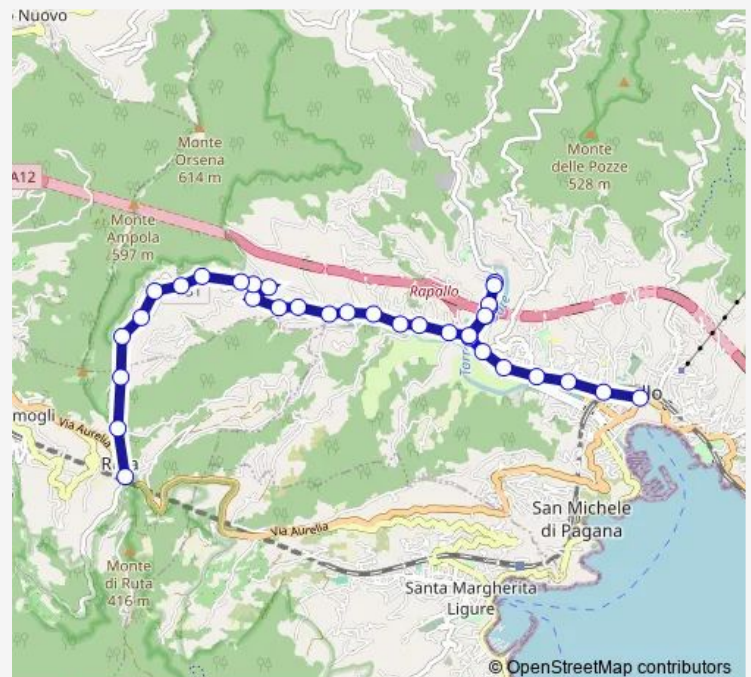 Nuovo
Monte
Orsena
614 m
Monte
delle Pozze
528 m
A12
Monte
Ampola
597 m
Rapallo
mogli
Via Aurelia
Via Aurelia
San Michele
di Pagana
Monte
di Ruta
416 m
Santa Margherita
Ligure
© OpenStreetMap contributors